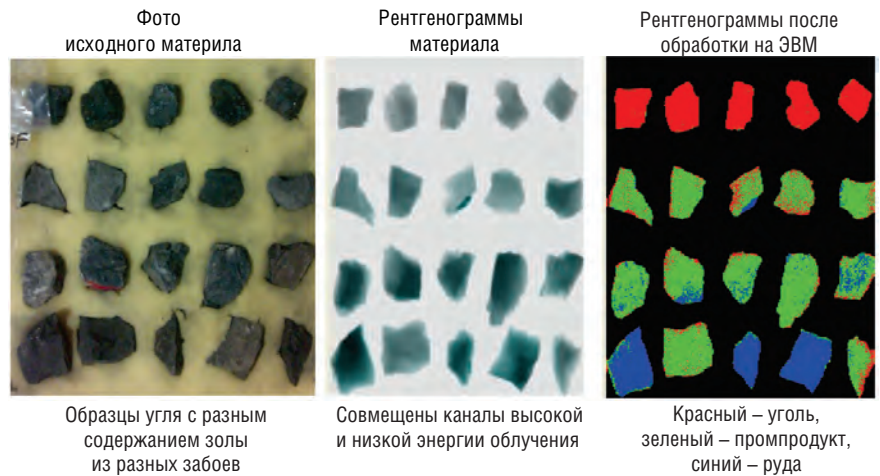 Фото
исходного материла
Рентгенограммы
материала
Рентгенограммы после
обработки на ЭВМ
Образцы угля с разным
содержанием золы
из разных забоев
Совмещены каналы высокой
и низкой энергии облучения
Красный – уголь,
зеленый – промпродукт,
синий – руда